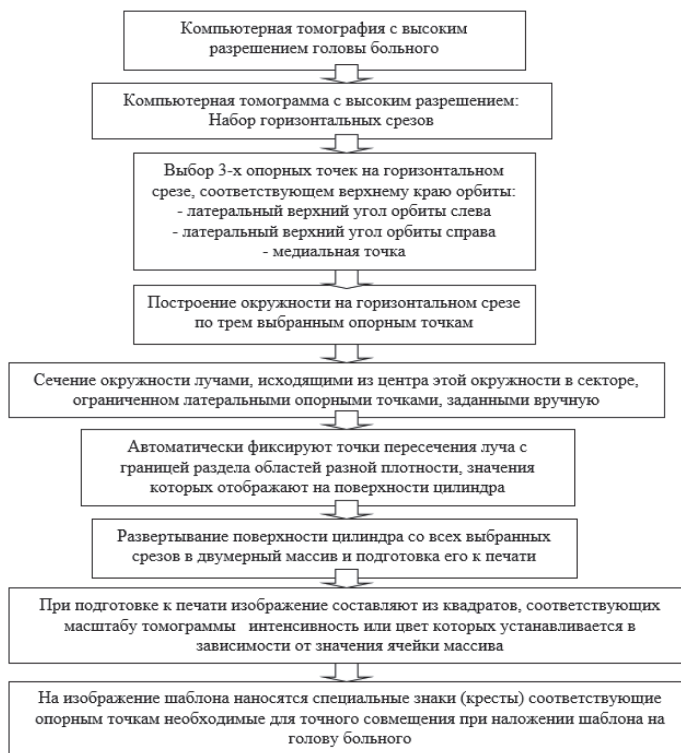 Компьютерная томография с высоким
разрешением головы больного
Компьютерная томограмма с высоким разрешением:
Набор горизонтальных срезов
Выбор 3-х опорных точек на горизонтальном
срезе, соответствующем верхнему краю орбиты:
- латеральный верхний угол орбиты слева
- латеральный верхний угол орбиты справа
- медиальная точка
Построение окружности на горизонтальном срезе
по трем выбранным опорным точкам
Сечение окружности лучами, исходящими из центра этой окружности в секторе,
ограниченном латеральными опорными точками, заданными вручную
Автоматически фиксируют точки пересечения луча с
границей раздела областей разной плотности, значения
которых отображают на поверхности цилиндра
Развертывание поверхности цилиндра со всех выбранных
срезов в двумерный массив и подготовка его к печати
При подготовке к печати изображение составляют из квадратов, соответствующих
масштабу томограммы интенсивность или цвет которых устанавливается в
зависимости от значения ячейки массива
На изображение шаблона наносятся специальные знаки (кресты) соответствующие
опорным точкам необходимые для точного совмещения при наложении шаблона на
голову больного